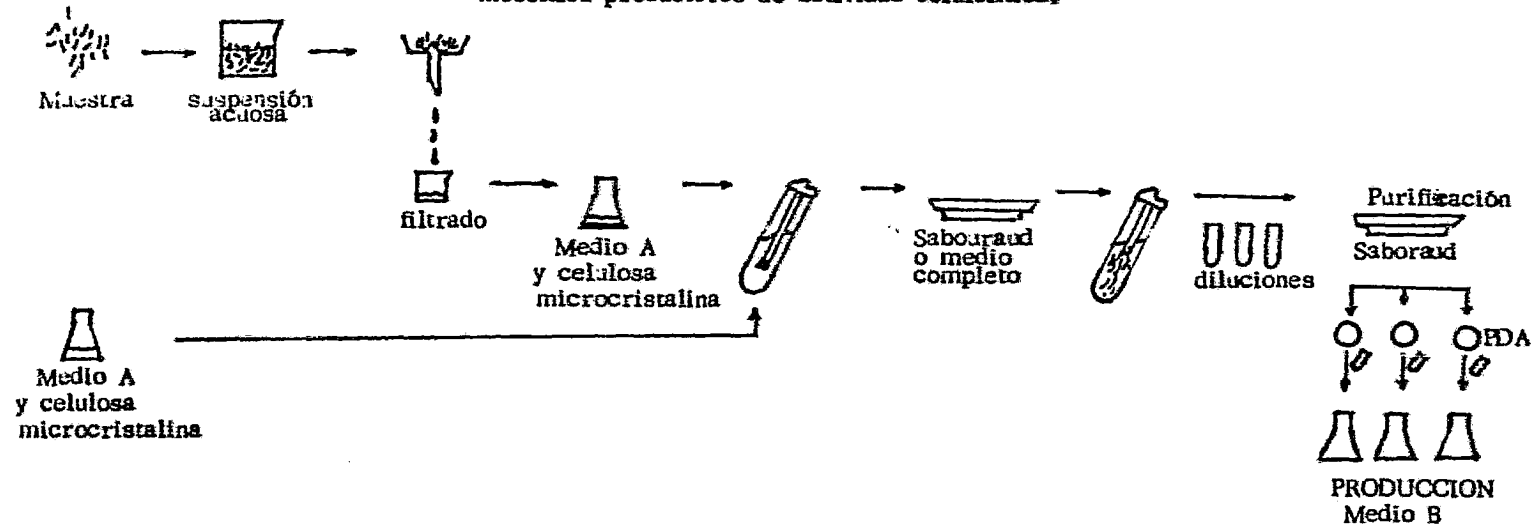 Muestra
suspensión
acuosa
filtrado
Medio A
y celulosa
microcristalina
Sabouraud
o medio
completo
diluciones
Purificación
Saboraud
PDA
Medio A
y celulosa
microcristalina
PRODUCCION
Medio B